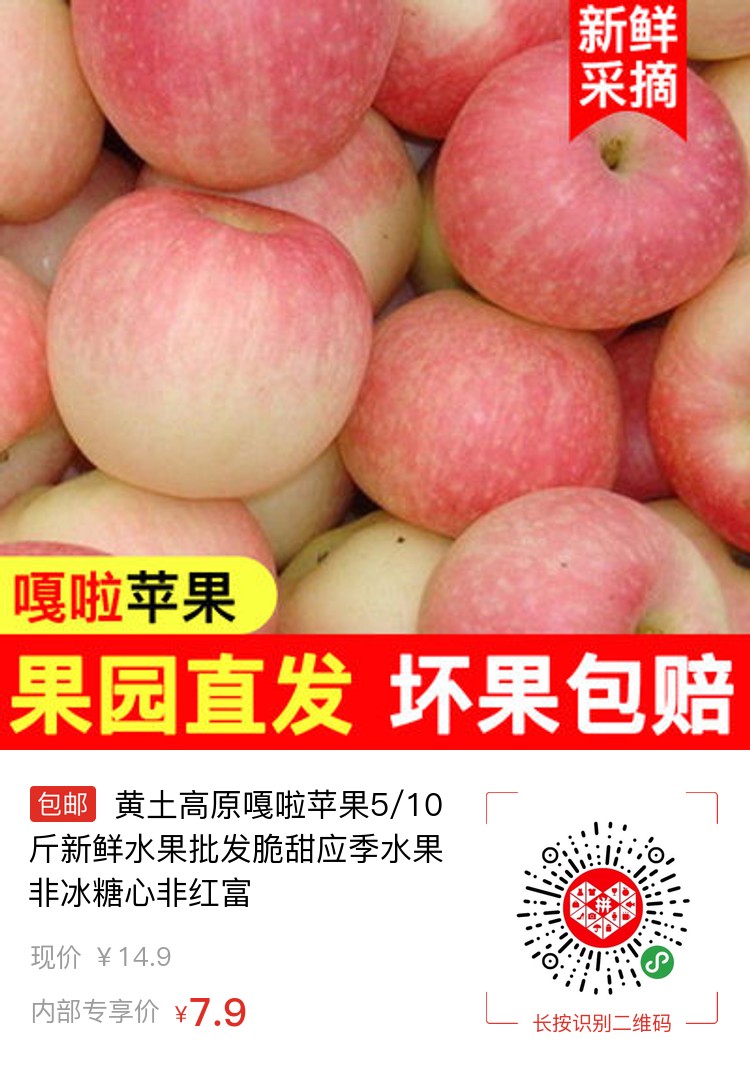 新鲜
采摘
嘎啦苹果
果园直发 坏果包赔
包邮 黄土高原嘎啦苹果5/10
斤新鲜水果批发脆甜应季水果
非冰糖心非红富
现价 ¥14.9
内部专享价 ¥7.9
拼
长按识别二维码